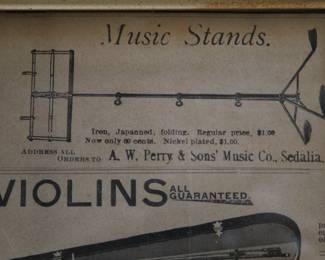 Music Stands.
Iron, Japanned, folding. Regular price, $1.00
Now only 60 cents. Nickel plated, $1.00.
ADDRESS ALL
ORDERS TO A. W. Perry & Sons' Music Co., Sedalia,
VIOLINS ALL
GUARANTEED.